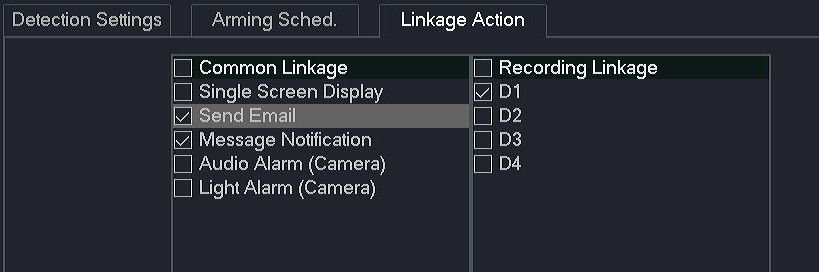 Detection Settings Arming Sched. Linkage Action
Common Linkage
Single Screen Display
Send Email
Message Notification
Audio Alarm (Camera)
Light Alarm (Camera)
Recording Linkage
D1
D2
D3
D4